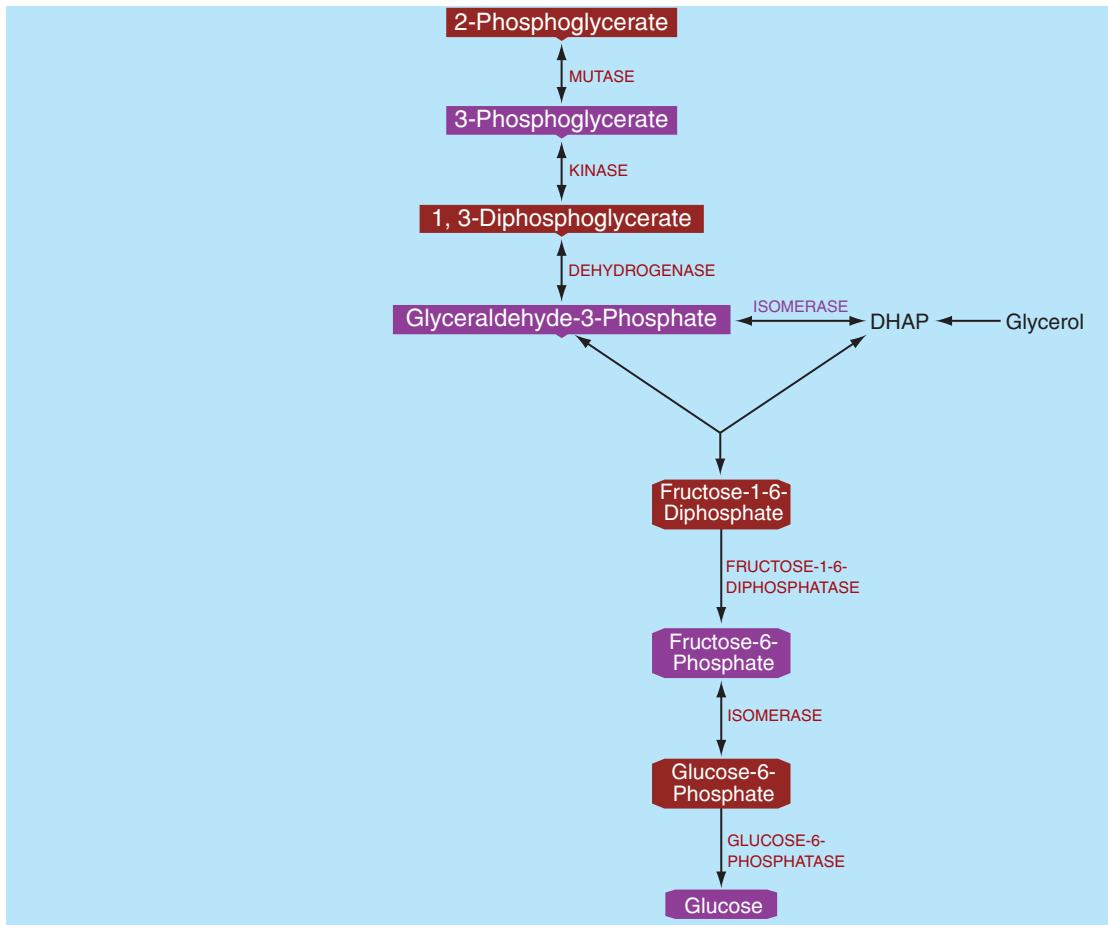 2-Phosphoglycerate
MUTASE
3-Phosphoglycerate
KINASE
1, 3-Diphosphoglycerate
DEHYDROGENASE
Glyceraldehyde-3-Phosphate
ISOMERASE
DHAP
Glycerol
Fructose-1-6-
Diphosphate
FRUCTOSE-1-6-
DIPHOSPHATASE
Fructose-6-
Phosphate
ISOMERASE
Glucose-6-
Phosphate
GLUCOSE-6-
PHOSPHATASE
Glucose